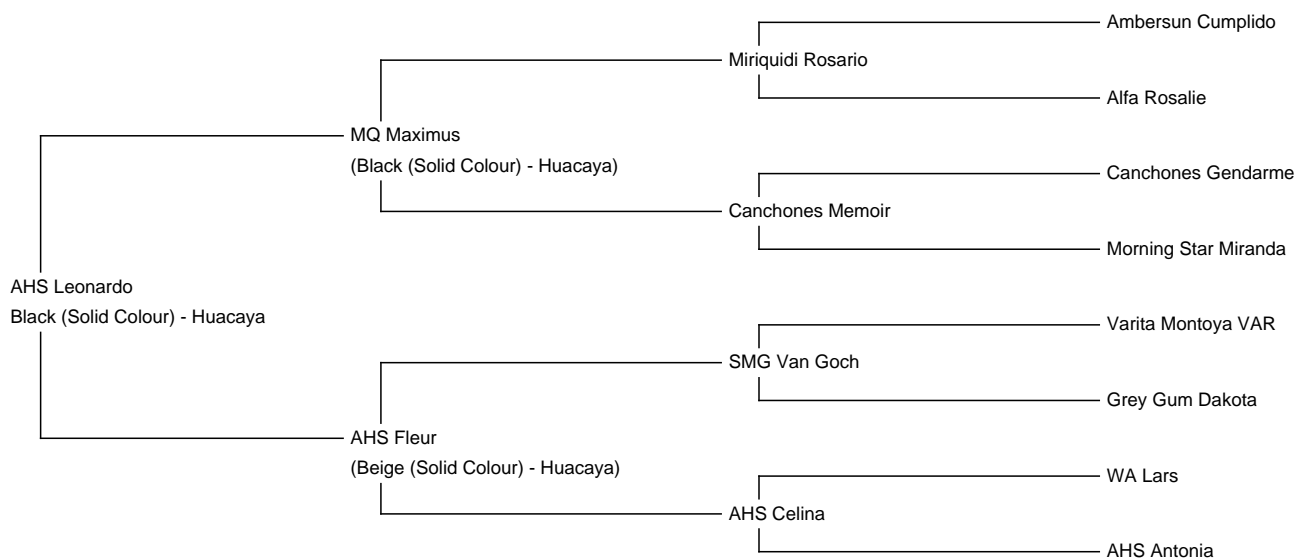 Ambersun Cumplido
Miriquidi Rosario
Alfa Rosalie
MQ Maximus
(Black (Solid Colour) - Huacaya)
Canchones Gendarme
Canchones Memoir
Morning Star Miranda
AHS Leonardo
Black (Solid Colour) - Huacaya
Varita Montoya VAR
SMG Van Goch
Grey Gum Dakota
AHS Fleur
(Beige (Solid Colour) - Huacaya)
WA Lars
AHS Celina
AHS Antonia